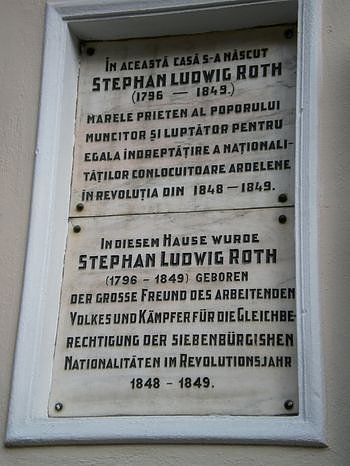 ÎN ACEASTĂ CASĂ S-A NĂSCUT
STEPHAN LUDWIG ROTH
(1796 — 1849.)
MARELE PRIETEN AL POPORULUI
MUNCITOR ȘI LUPTĂTOR PENTRU
EGALA ÎNDREPTĂȚIRE A NAȚIONALI-
TĂȚILOR CONLOCUITOARE ARDELENE
ÎN REVOLUȚIA DIN 1848 — 1849.
IN DIESEM HAUSE WURDE
STEPHAN LUDWIG ROTH
(1796 - 1849) GEBOREN
DER GROSSE FREUND DES ARBEITENDEN
VOLKES UND KÄMPFER FÜR DIE GLEICHBE-
RECHTIGUNG DER SIEBENBÜRGISHEN
NATIONALITÄTEN IM REVOLUTIONSJAHR
1848 - 1849.